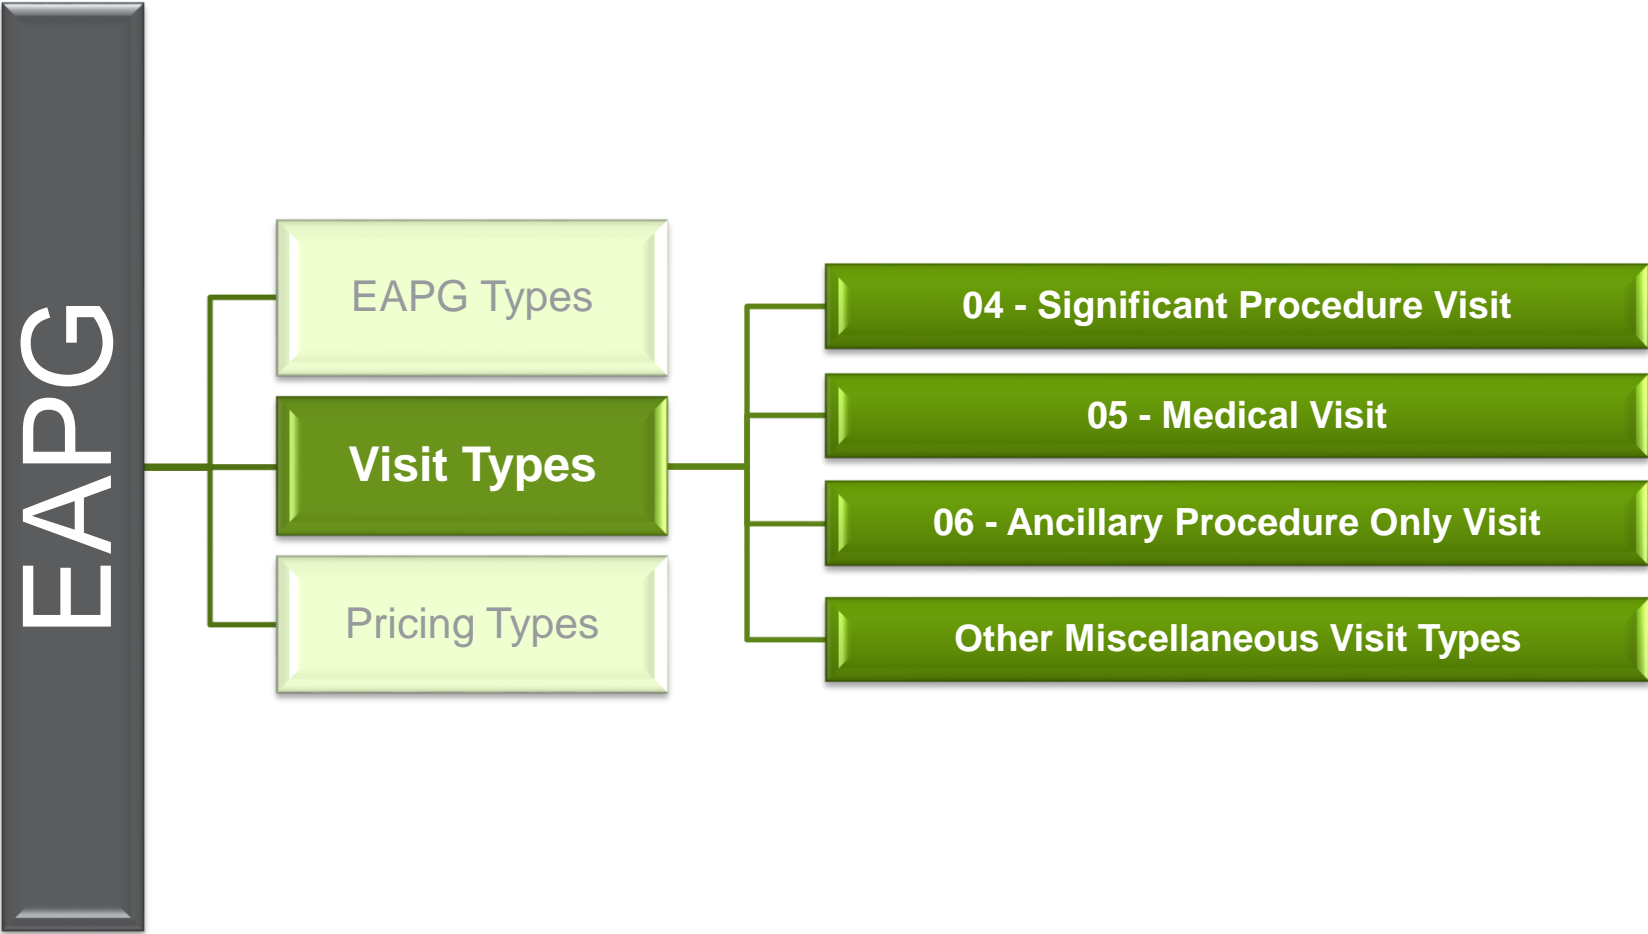 EAPG
EAPG Types
Visit Types
Pricing Types
04 - Significant Procedure Visit
05 - Medical Visit
06 - Ancillary Procedure Only Visit
Other Miscellaneous Visit Types